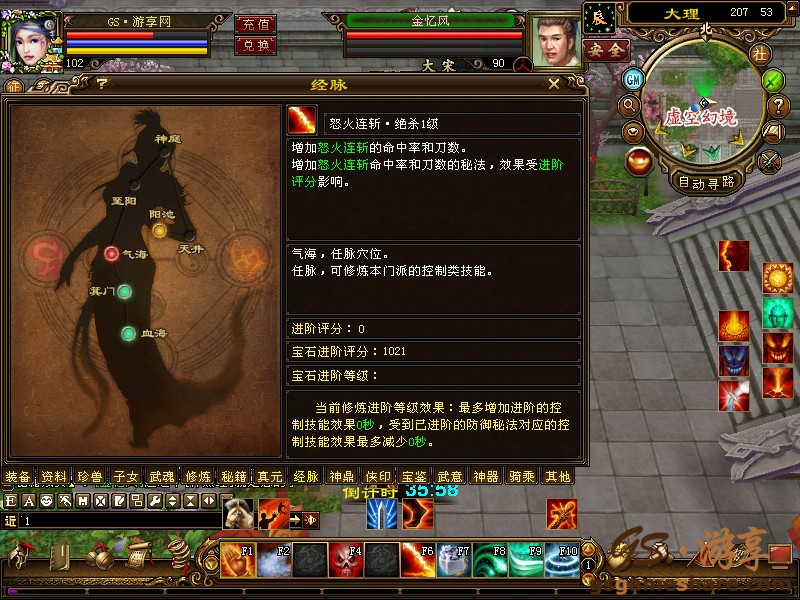 GS·游享网
102
充值
兑换
金忆风
大宋
90
辰
大理 207 53
北
安全
社
GM
?
虚空幻境
自动寻路
征
?
经脉
神庭
至阳
阳池
天井
气海
箕门
血海
怒火连斩·绝杀1级
增加怒火连斩的命中率和刀数。
增加怒火连斩命中率和刀数的秘法，效果受进阶
评分影响。
气海，任脉穴位。
任脉，可修炼本门派的控制类技能。
进阶评分：0
宝石进阶评分：1021
宝石进阶等级：
当前修炼进阶等级效果：最多增加进阶的控
制技能效果0秒，受到已进阶的防御秘法对应的控
制技能效果最多减少0秒。
装备 资料 珍兽 子女 武魂 修炼 秘籍 真元 经脉 神鼎 侠印 宝鉴 武意 神器 骑乘 其他
倒计时 35:58
近 1
F1 F2 F4 F6 F7 F8 F9 F10
1
GS·游享网